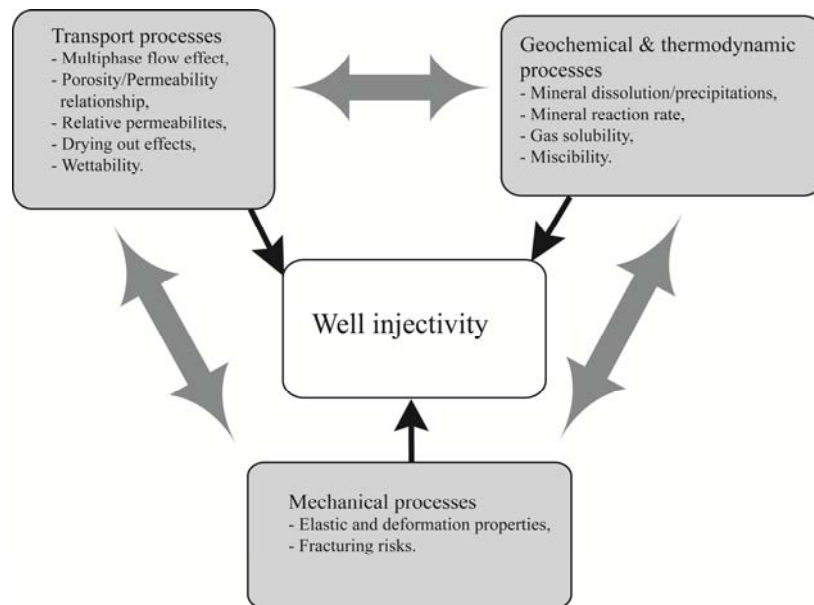 Transport processes
- Multiphase flow effect,
- Porosity/Permeability
relationship,
- Relative permeabilites,
- Drying out effects,
- Wettability.
Geochemical & thermodynamic
processes
- Mineral dissolution/precipitations,
- Mineral reaction rate,
- Gas solubility,
- Miscibility.
Well injectivity
Mechanical processes
- Elastic and deformation properties,
- Fracturing risks.